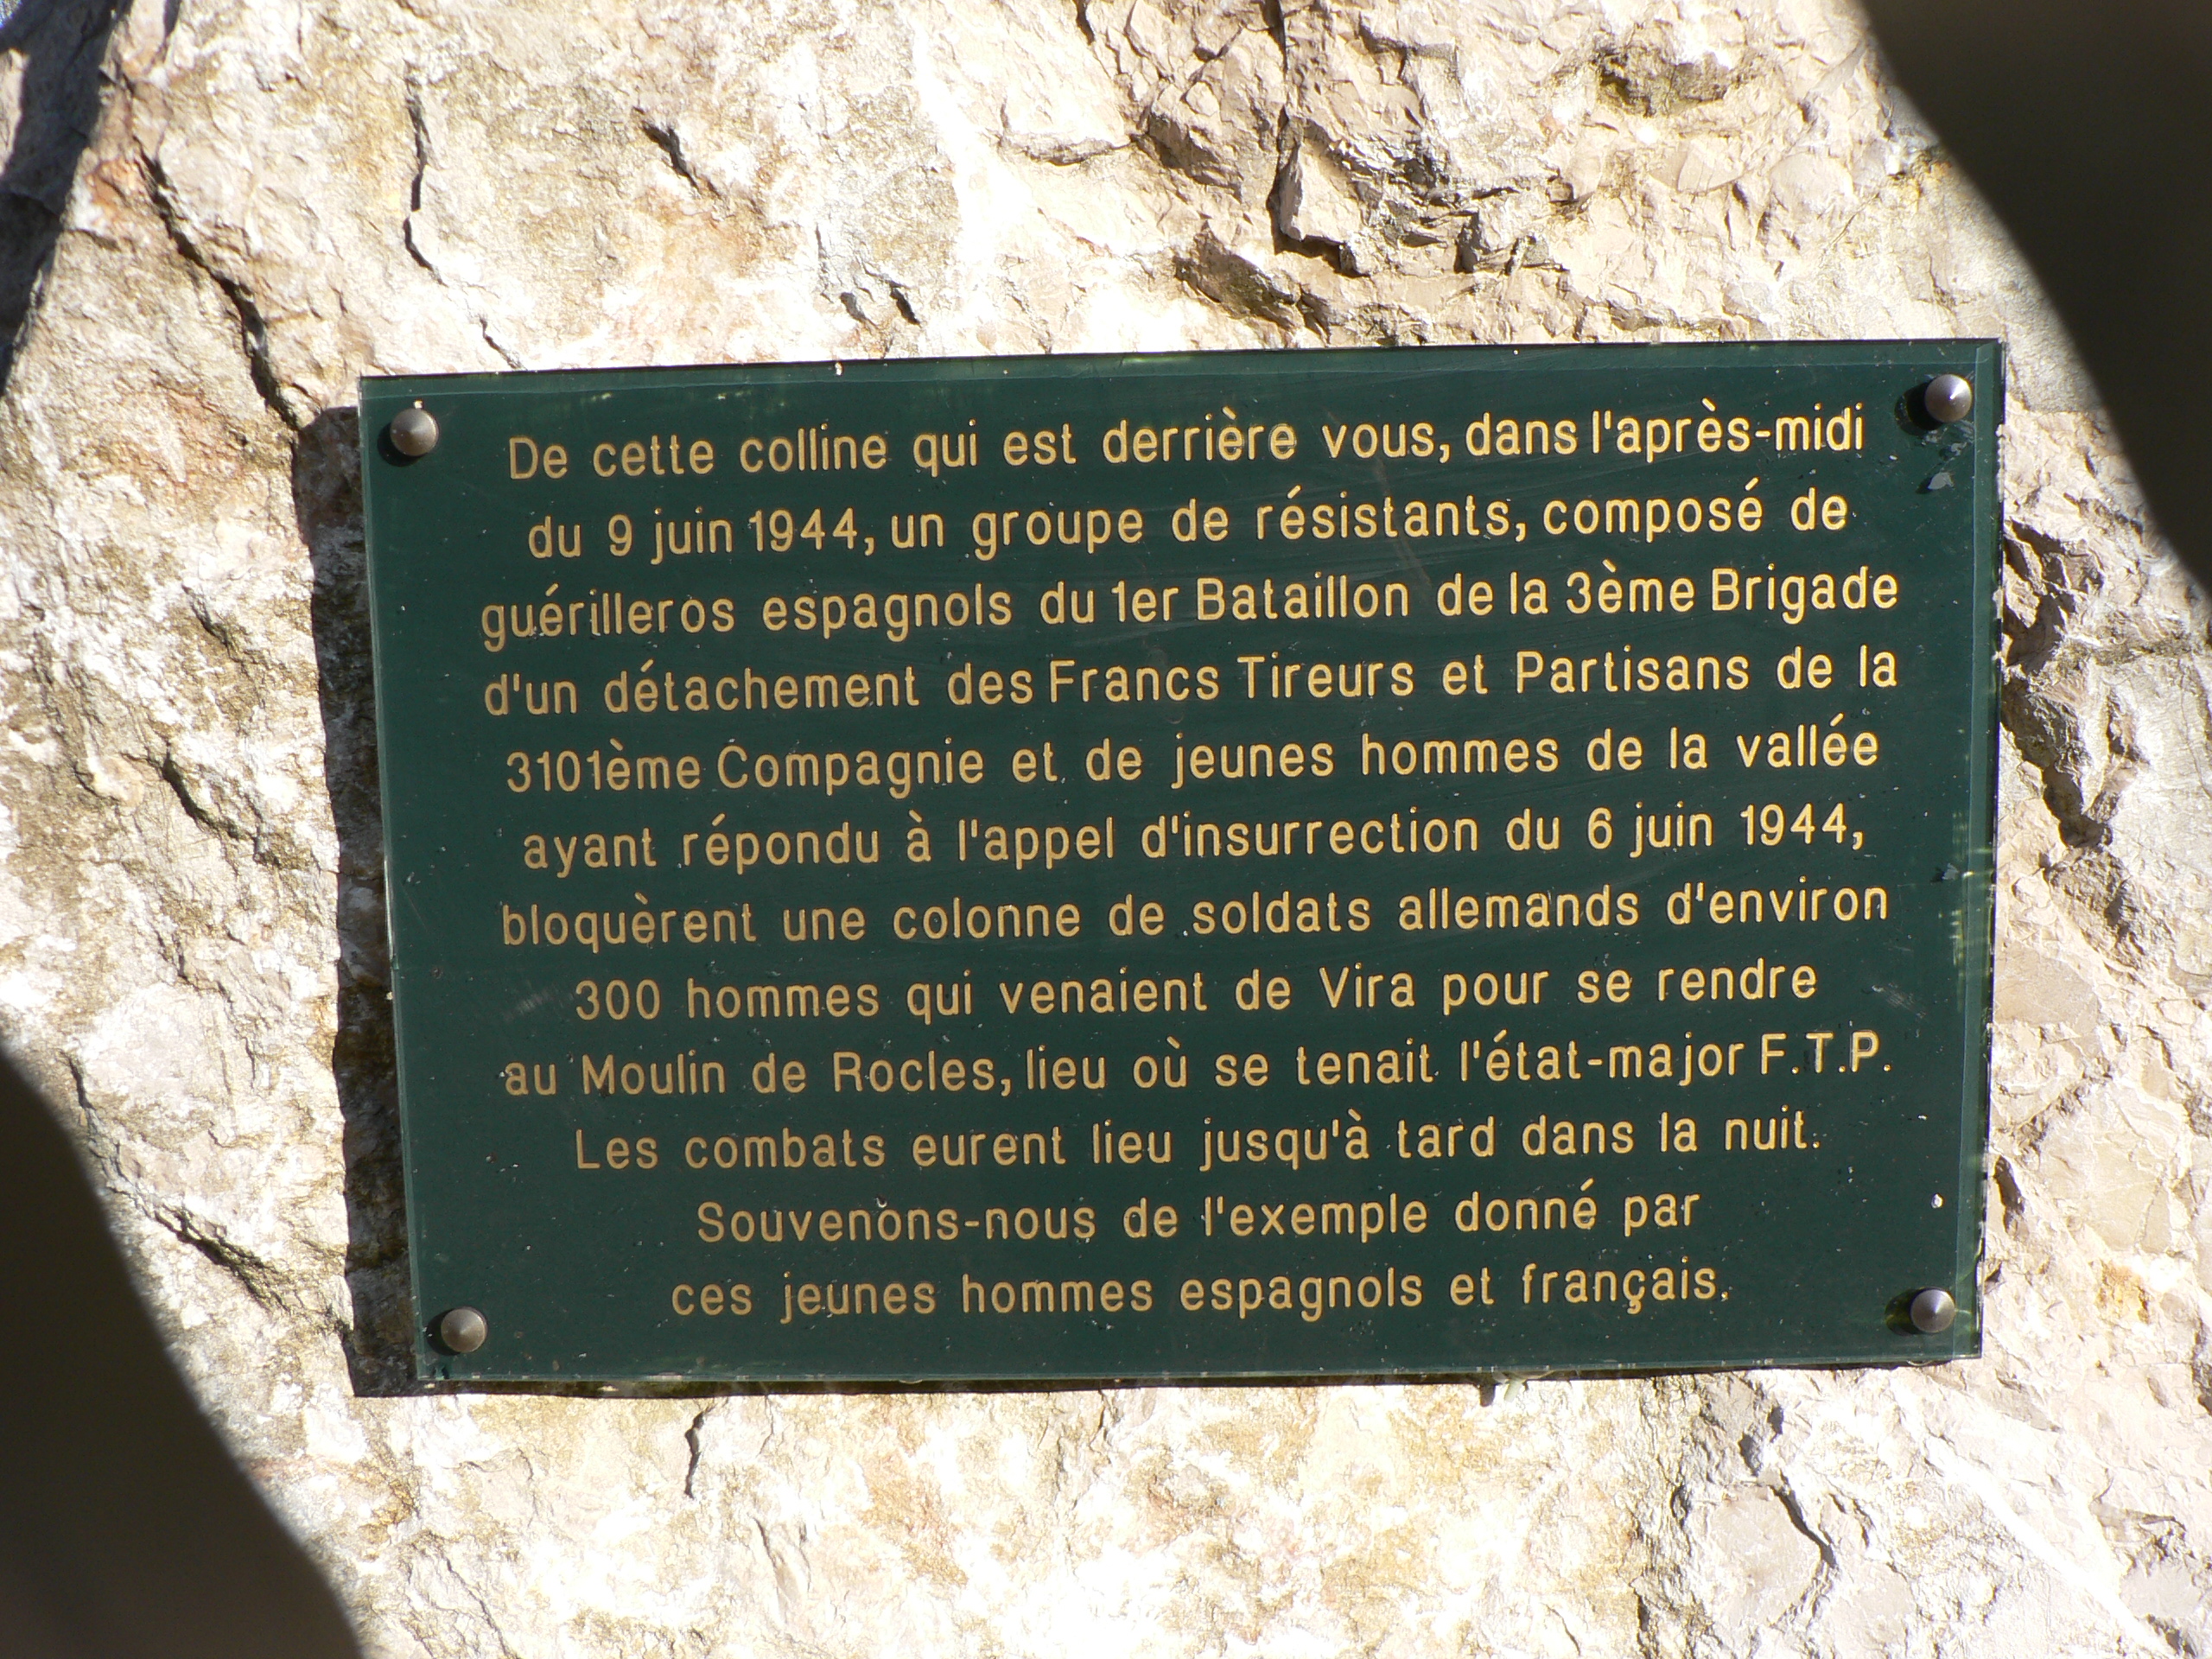 De cette colline qui est derrière vous, dans l'après-midi
du 9 juin 1944, un groupe de résistants, composé de
guérilleros espagnols du 1er Bataillon de la 3ème Brigade
d'un détachement des Francs Tireurs et Partisans de la
3101ème Compagnie et de jeunes hommes de la vallée
ayant répondu à l'appel d'insurrection du 6 juin 1944,
bloquèrent une colonne de soldats allemands d'environ
300 hommes qui venaient de Vira pour se rendre
au Moulin de Rocles, lieu où se tenait l'état-major F.T.P.
Les combats eurent lieu jusqu'à tard dans la nuit.
Souvenons-nous de l'exemple donné par
ces jeunes hommes espagnols et français.